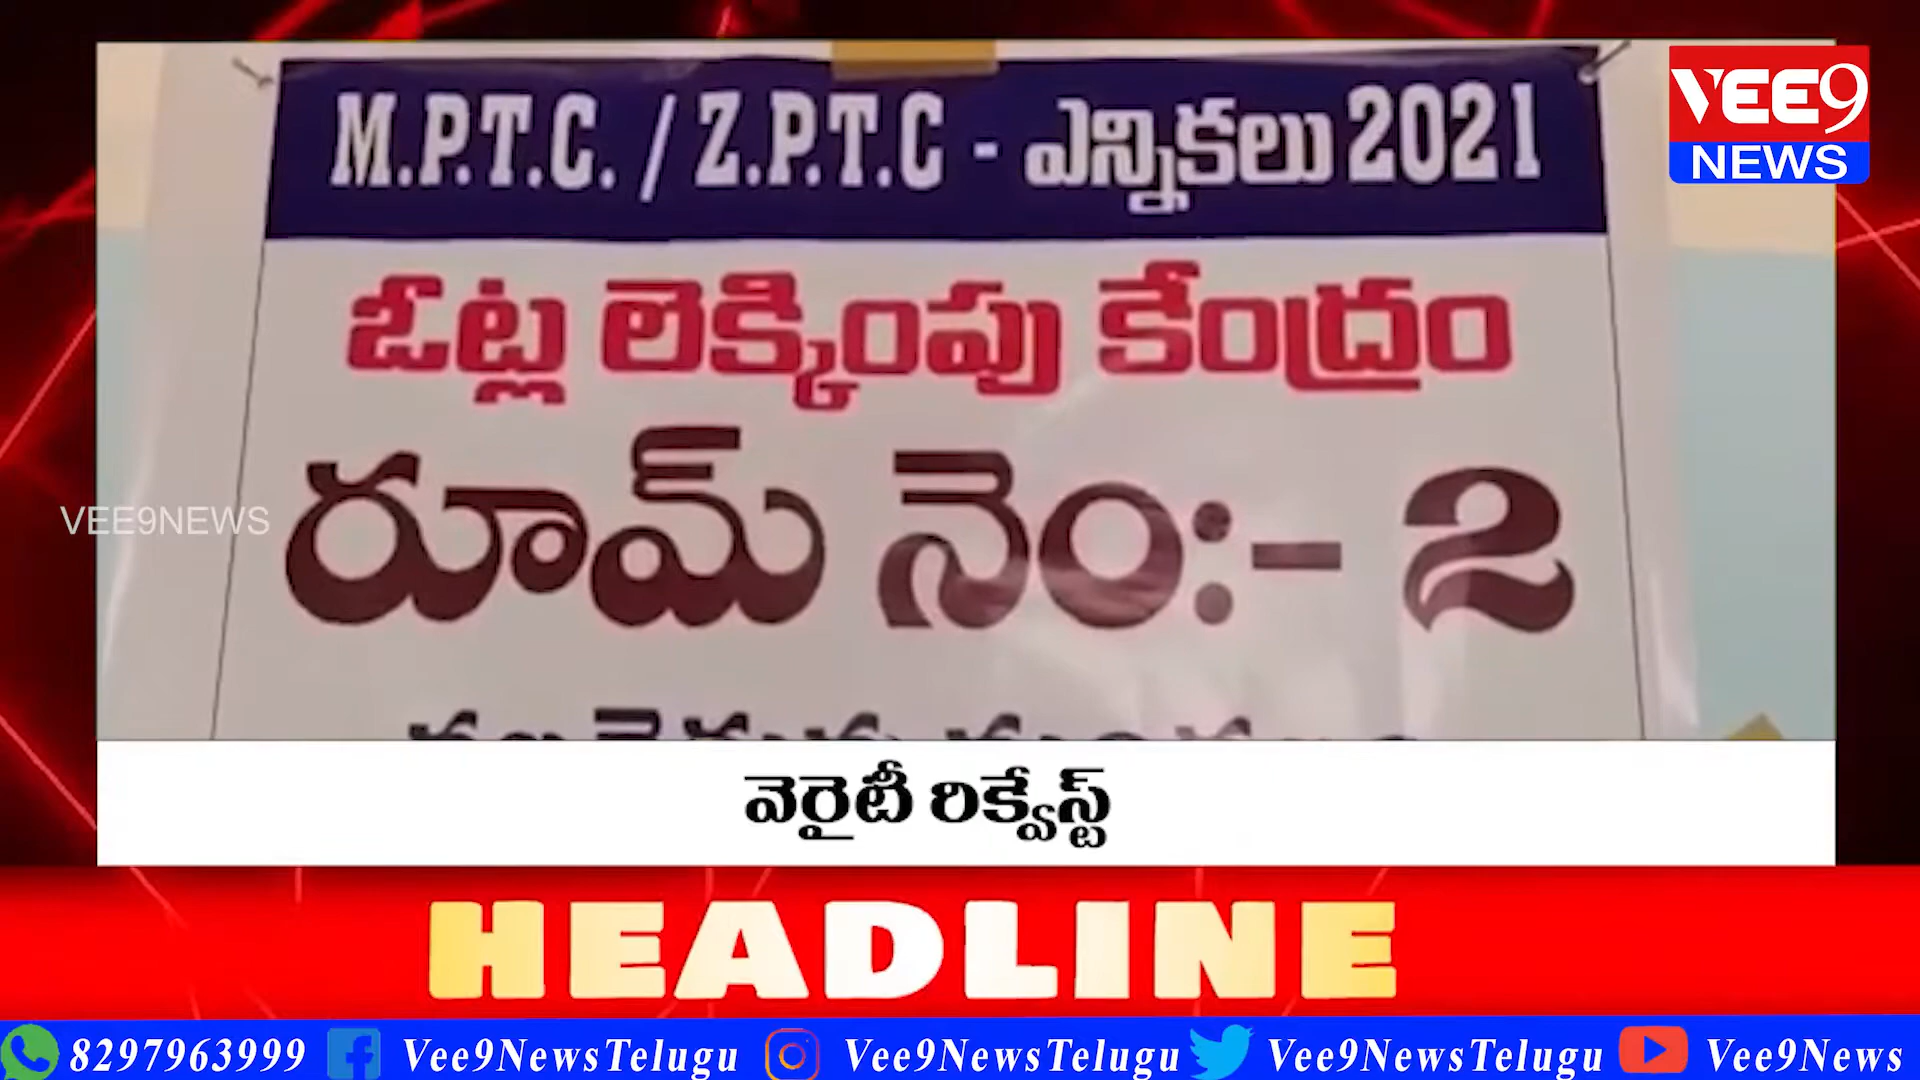 M.P.T.C. / Z.P.T.C - ఎన్నికలు 2021
VEE9
NEWS
ఓట్ల లెక్కింపు కేంద్రం
రూమ్ నెం:- 2
VEE9NEWS
వెరైటీ రిక్వేస్ట్
HEADLINE
8297963999 Vee9NewsTelugu Vee9NewsTelugu Vee9NewsTelugu Vee9News